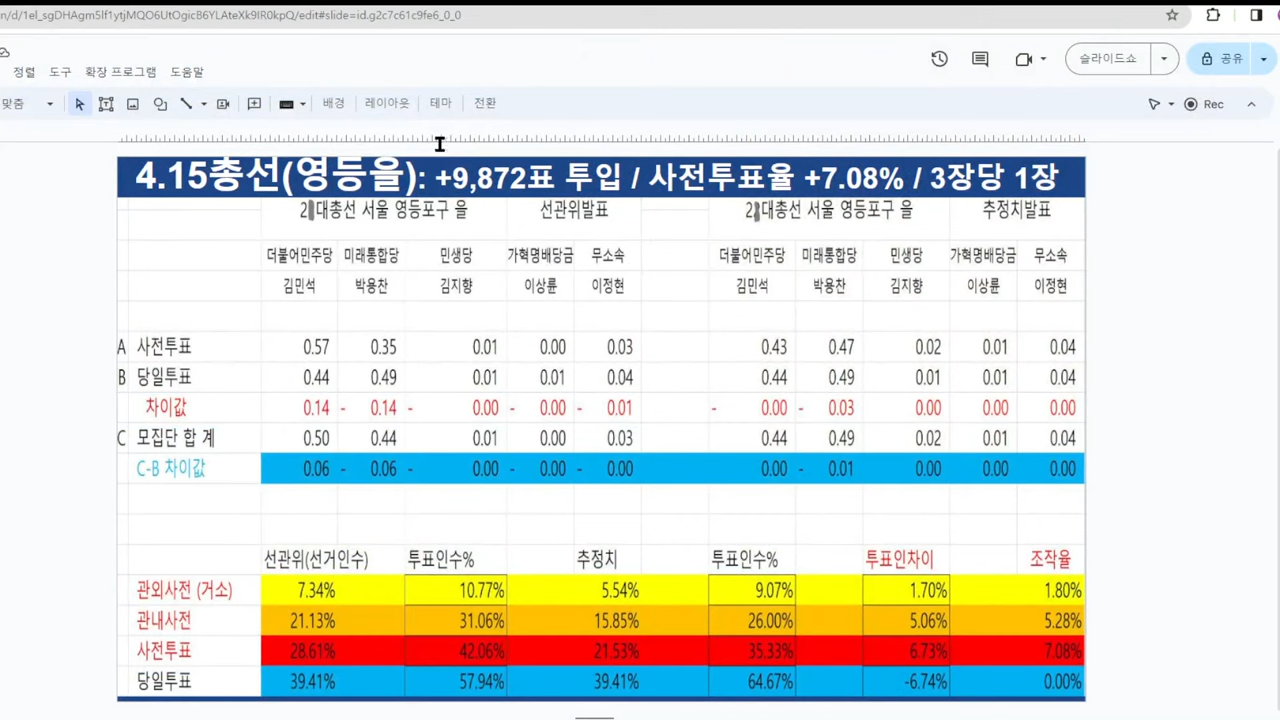 n/d/1el_sgDHAgm5lf1ytjMQO6UtOgicB6YLAteXk9IR0kpQ/edit#slide=id.g2c7c61c9fe6_0_0
정렬 도구 확장 프로그램 도움말
슬라이드쇼 공유
맞춤 배경 레이아웃 테마 전환 Rec
4.15총선(영등을): +9,872표 투입 / 사전투표율 +7.08% / 3장당 1장
대총선 서울 영등포구 을 선관위발표 대총선 서울 영등포구 을 추정치발표
더불어민주당 미래통합당 민생당 가혁명배당금 무소속 더불어민주당 미래통합당 민생당 가혁명배당금 무소속
김민석 박용찬 김지향 이상륜 이정현 김민석 박용찬 김지향 이상륜 이정현
A 사전투표 0.57 0.35 0.01 0.00 0.03 0.43 0.47 0.02 0.01 0.04
B 당일투표 0.44 0.49 0.01 0.01 0.04 0.44 0.49 0.01 0.01 0.04
차이값 0.14 - 0.14 - 0.00 - 0.00 - 0.01 - 0.00 - 0.03 0.00 0.00 0.00
C 모집단 합 계 0.50 0.44 0.01 0.00 0.03 0.44 0.49 0.02 0.01 0.04
C-B 차이값 0.06 - 0.06 - 0.00 - 0.00 - 0.00 0.00 - 0.01 0.00 0.00 0.00
선관위(선거인수) 투표인수% 추정치 투표인수% 투표인차이 조작율
관외사전 (거소) 7.34% 10.77% 5.54% 9.07% 1.70% 1.80%
관내사전 21.13% 31.06% 15.85% 26.00% 5.06% 5.28%
사전투표 28.61% 42.06% 21.53% 35.33% 6.73% 7.08%
당일투표 39.41% 57.94% 39.41% 64.67% -6.74% 0.00%